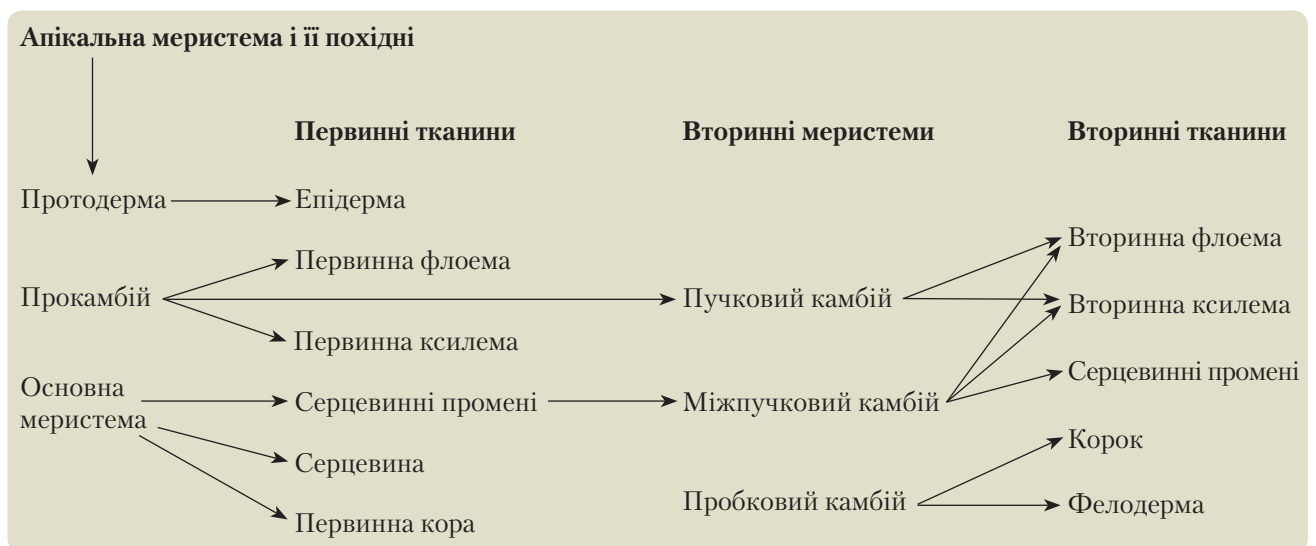 Апікальна меристема і її похідні
Первинні тканини Вторинні меристеми Вторинні тканини
Протодерма Епідерма
Вторинна флоема
Первинна флоема
Прокамбій Пучковий камбій Вторинна ксилема
Первинна ксилема
Серцевинні промені
Основна
меристема
Серцевинні промені Міжпучковий камбій
Корок
Серцевина
Пробковий камбій Фелодерма
Первинна кора